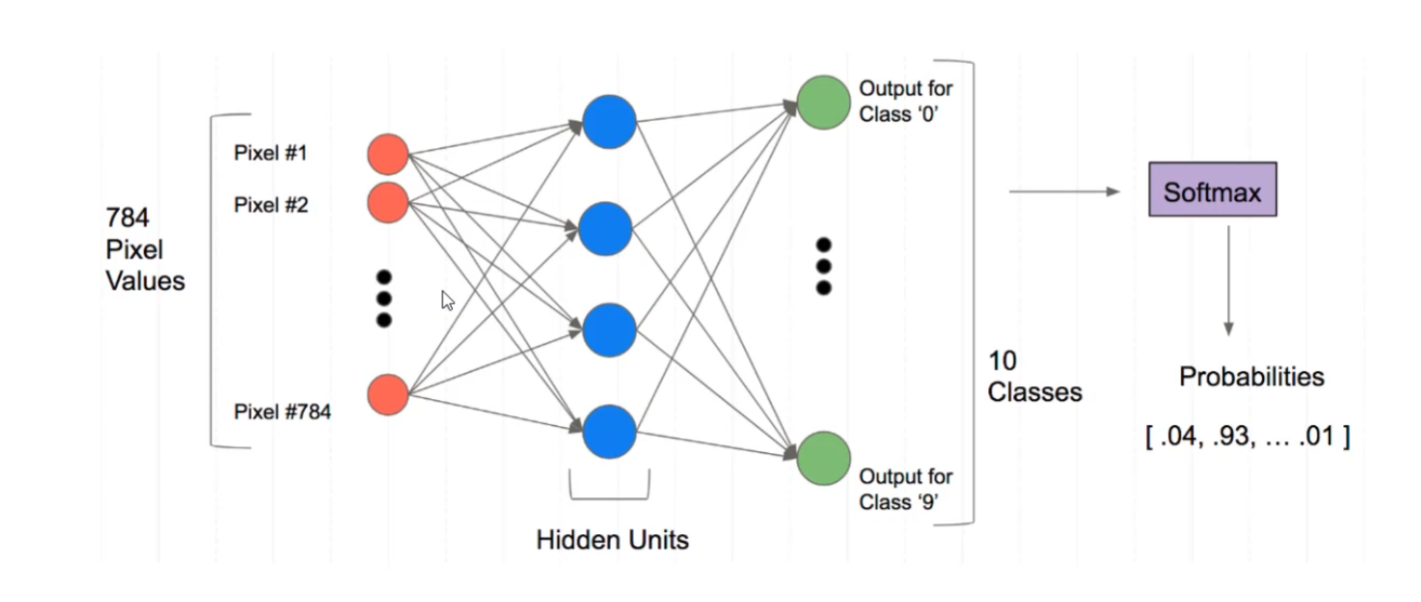 784
Pixel
Values
Pixel #1
Pixel #2
Pixel #784
Hidden Units
Output for
Class ‘0’
Output for
Class ‘9’
10
Classes
Softmax
Probabilities
[ .04, .93, … .01 ]